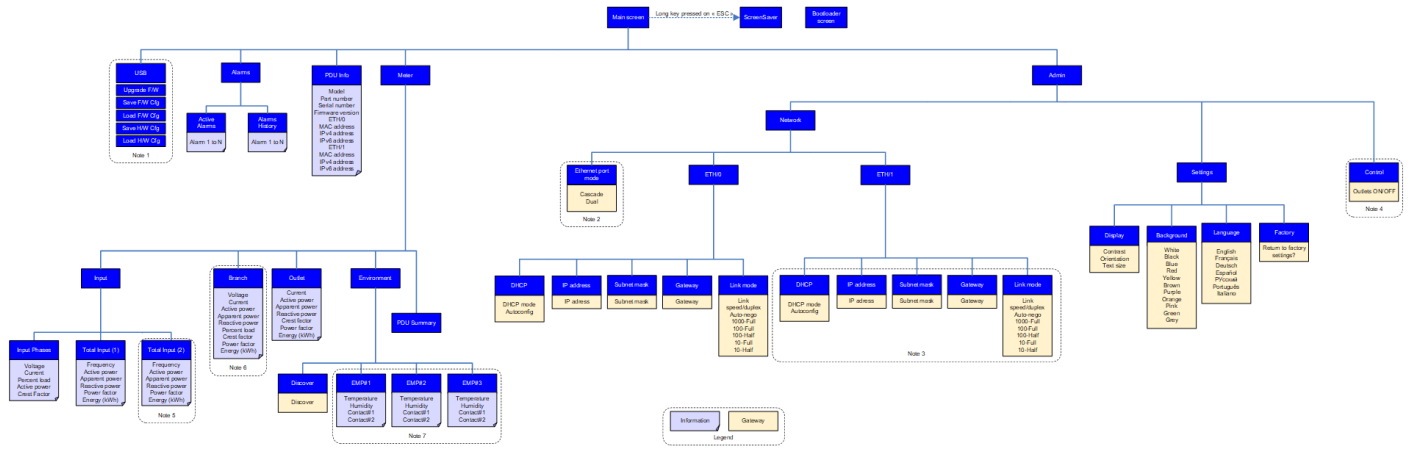 Main screen
Long key pressed on « ESC »
ScreenSaver
Bootloader
screen
USB
Upgrade F/W
Save F/W Cfg
Load F/W Cfg
Save H/W Cfg
Load H/W Cfg
Note 1
Alarms
Active
Alarms
Alarm 1 to N
Alarms
History
Alarm 1 to N
PDU Info
Model
Part number
Serial number
Firmware version
ETH/0
MAC address
IPv4 address
IPv6 address
ETH/1
MAC address
IPv4 address
IPv6 address
Meter
Admin
Network
Ethernet port
mode
Cascade
Dual
Note 2
ETH/0
ETH/1
Settings
Control
Outlets ON/OFF
Note 4
Display
Contrast
Orientation
Text size
Background
White
Black
Blue
Red
Yellow
Brown
Purple
Orange
Pink
Green
Grey
Language
English
Français
Deutsch
Español
РУсский
Português
Italiano
Factory
Return to factory
settings?
Input
Branch
Voltage
Current
Active power
Apparent power
Reactive power
Percent load
Crest factor
Power factor
Energy (kWh)
Note 6
Outlet
Current
Active power
Apparent power
Reactive power
Crest factor
Power factor
Energy (kWh)
Environment
PDU Summary
DHCP
DHCP mode
Autoconfig
IP address
IP adress
Subnet mask
Subnet mask
Gateway
Gateway
Link mode
Link
speed/duplex
Auto-nego
1000-Full
100-Full
100-Half
10-Full
10-Half
DHCP
DHCP mode
Autoconfig
IP address
IP adress
Subnet mask
Subnet mask
Gateway
Gateway
Link mode
Link
speed/duplex
Auto-nego
1000-Full
100-Full
100-Half
10-Full
10-Half
Note 3
Input Phases
Voltage
Current
Percent load
Active power
Crest Factor
Total Input (1)
Frequency
Active power
Apparent power
Reactive power
Power factor
Energy (kWh)
Total Input (2)
Frequency
Active power
Apparent power
Reactive power
Power factor
Energy (kWh)
Note 5
Discover
Discover
EMP#1
Temperature
Humidity
Contact#1
Contact#2
EMP#2
Temperature
Humidity
Contact#1
Contact#2
EMP#3
Temperature
Humidity
Contact#1
Contact#2
Note 7
Information
Gateway
Legend